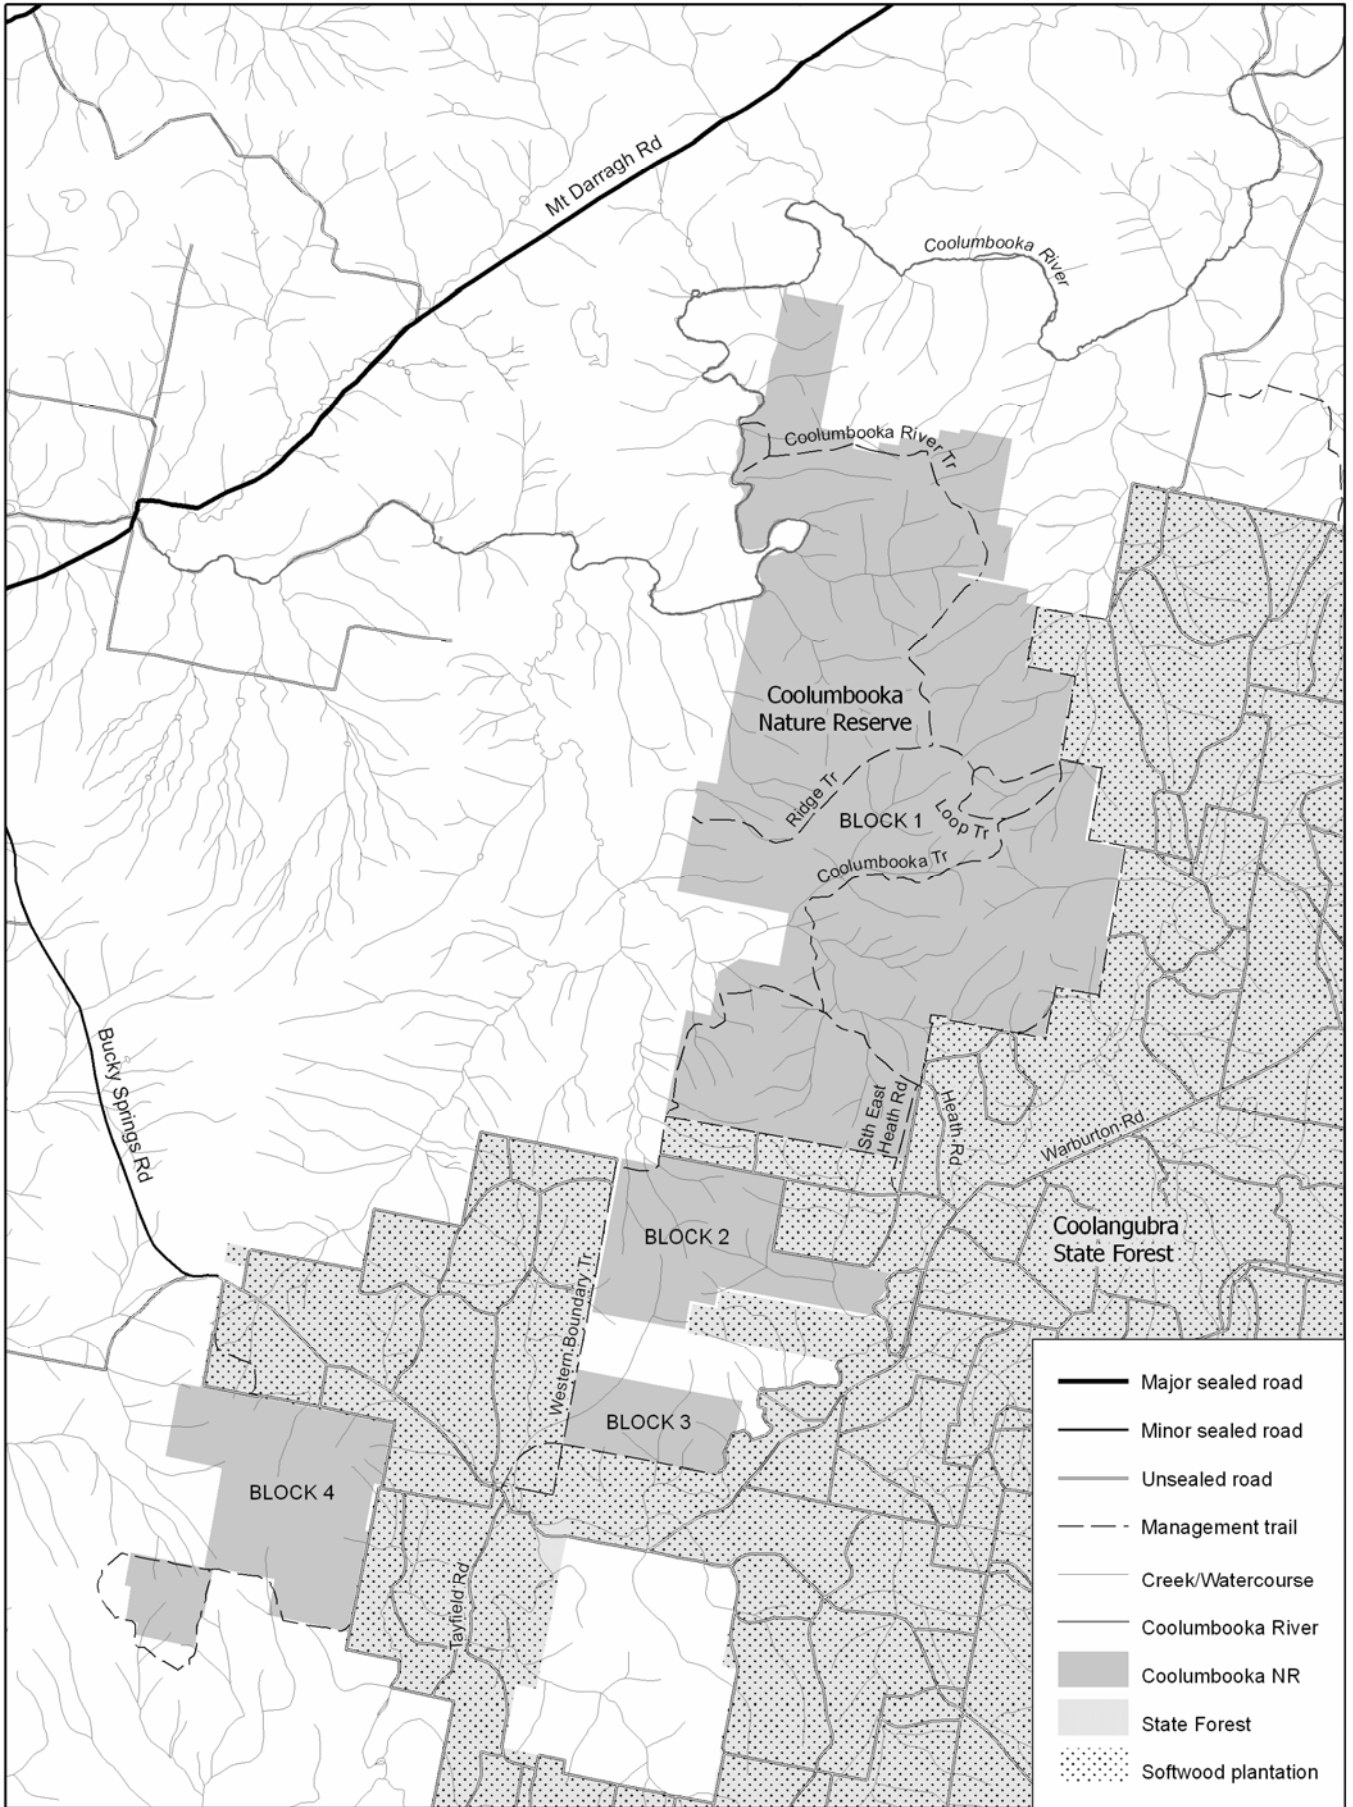 Mt Darragh Rd
Coolumbooka River
Coolumbooka River Tr
Coolumbooka
Nature Reserve
Ridge Tr
BLOCK 1
Loop Tr
Coolumbooka Tr
Bucky Springs Rd
Sth East
Heath Rd
Heath Rd
Warburton Rd
Coolangubra
State Forest
BLOCK 2
Western Boundary Tr
BLOCK 3
BLOCK 4
Tayfield Rd
Major sealed road
Minor sealed road
Unsealed road
Management trail
Creek/Watercourse
Coolumbooka River
Coolumbooka NR
State Forest
Softwood plantation